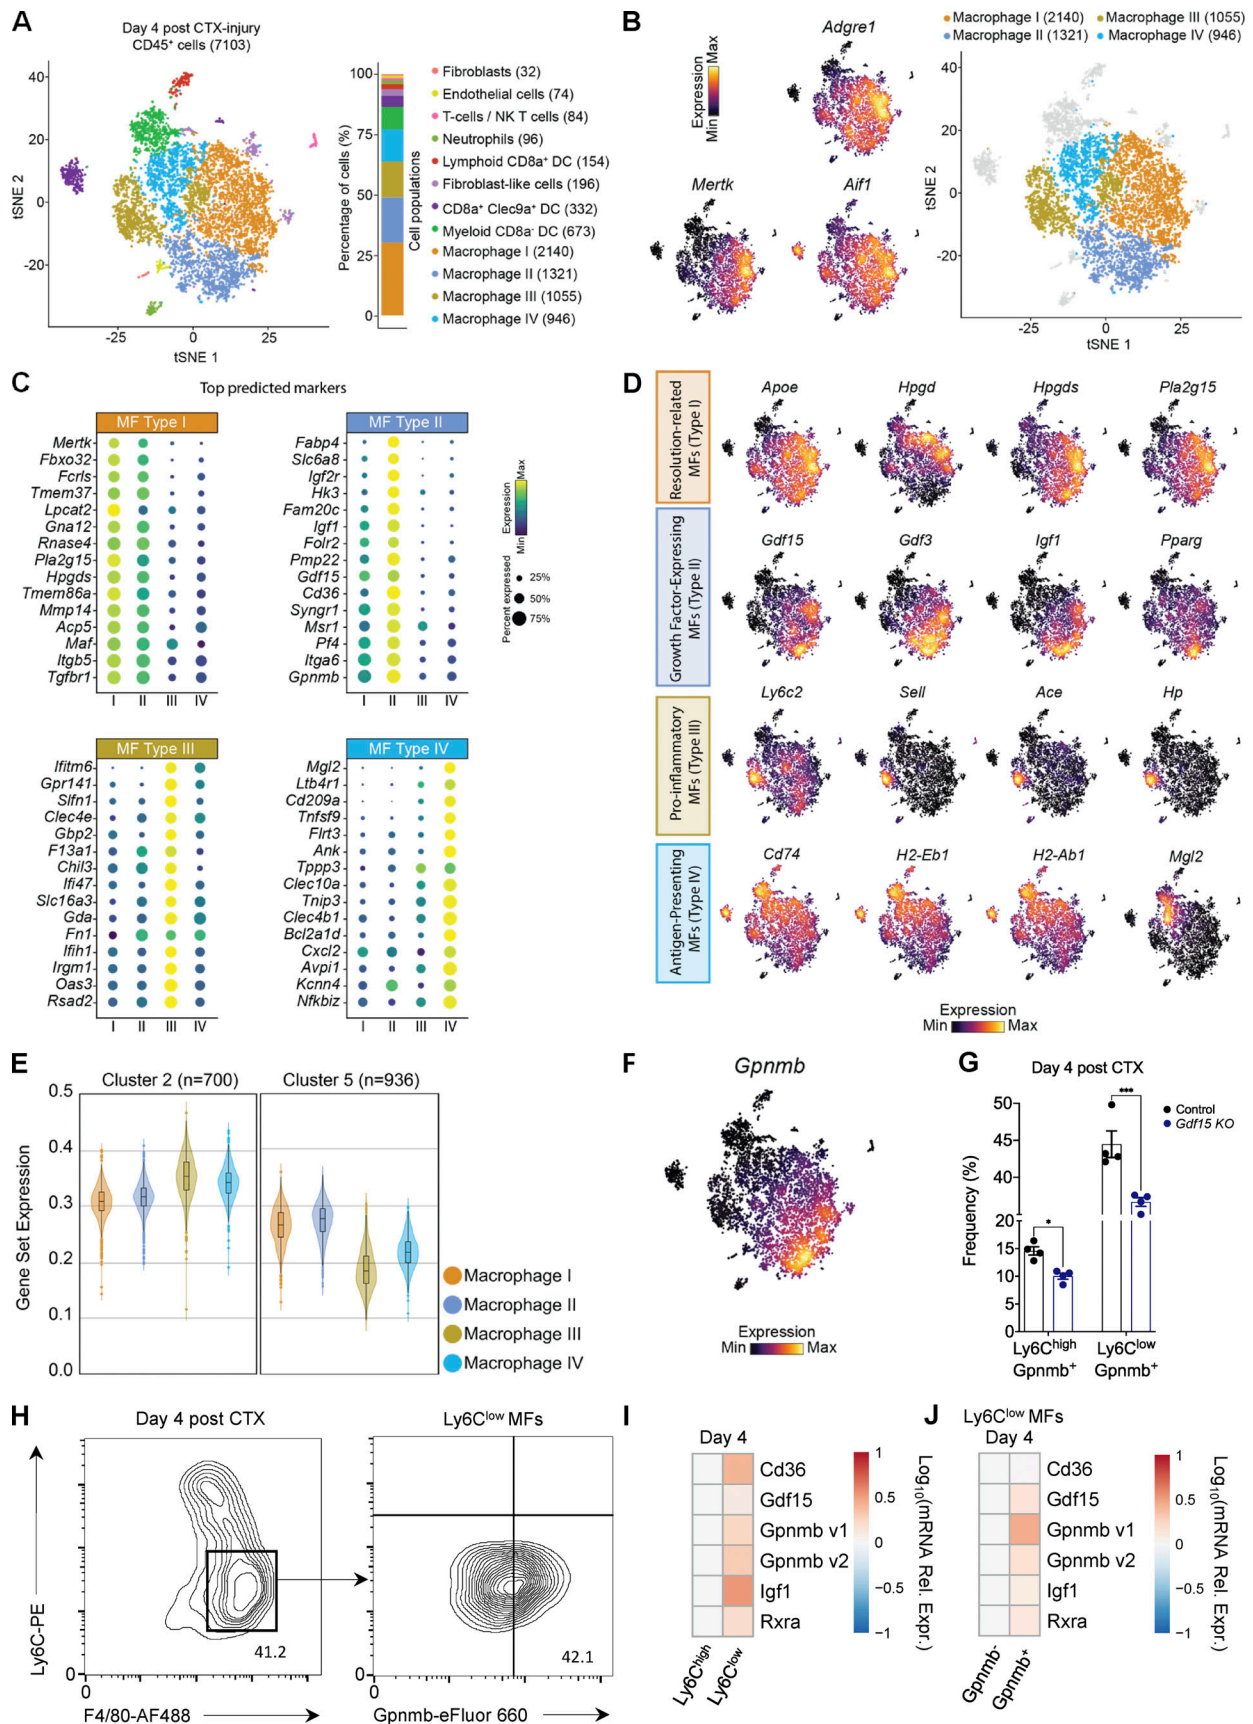 A
Day 4 post CTX-injury
CD45⁺ cells (7103)
40
20
0
-20
-25
0
25
tSNE 1
tSNE 2
100
75
50
25
0
Percentage of cells (%)
Cell populations
Fibroblasts (32)
Endothelial cells (74)
T-cells / NK T cells (84)
Neutrophils (96)
Lymphoid CD8a⁺ DC (154)
Fibroblast-like cells (196)
CD8a⁺ Clec9a⁺ DC (332)
Myeloid CD8a⁻ DC (673)
Macrophage I (2140)
Macrophage II (1321)
Macrophage III (1055)
Macrophage IV (946)
B
Expression
Min
Max
Adgre1
Mertk
Aif1
Macrophage I (2140)
Macrophage III (1055)
Macrophage II (1321)
Macrophage IV (946)
40
20
0
-20
-25
0
25
tSNE 1
tSNE 2
C
Top predicted markers
MF Type I
Mertk
Fbxo32
Fcrls
Tmem37
Lpcat2
Gna12
Rnase4
Pla2g15
Hpgds
Tmem86a
Mmp14
Acp5
Maf
Itgb5
Tgfbr1
I II III IV
MF Type II
Fabp4
Slc6a8
Igf2r
Hk3
Fam20c
Igf1
Folr2
Pmp22
Gdf15
Cd36
Syngr1
Msr1
Pf4
Itga6
Gpnmb
I II III IV
Expression
Min
Max
Percent expressed
25%
50%
75%
MF Type III
Ifitm6
Gpr141
Slfn1
Clec4e
Gbp2
F13a1
Chil3
Ifi47
Slc16a3
Gda
Fn1
Ifih1
Irgm1
Oas3
Rsad2
I II III IV
MF Type IV
Mgl2
Ltb4r1
Cd209a
Tnfsf9
Flrt3
Ank
Tppp3
Clec10a
Tnip3
Clec4b1
Bcl2a1d
Cxcl2
Avpi1
Kcnn4
Nfkbiz
I II III IV
D
Resolution-related
MFs (Type I)
Apoe
Hpgd
Hpgds
Pla2g15
Growth Factor-Expressing
MFs (Type II)
Gdf15
Gdf3
Igf1
Pparg
Pro-inflammatory
MFs (Type III)
Ly6c2
Sell
Ace
Hp
Antigen-Presenting
MFs (Type IV)
Cd74
H2-Eb1
H2-Ab1
Mgl2
Expression
Min
Max
E
Cluster 2 (n=700)
Cluster 5 (n=936)
0.5
0.4
0.3
0.2
0.1
0.0
Gene Set Expression
Macrophage I
Macrophage II
Macrophage III
Macrophage IV
F
Gpnmb
Expression
Min
Max
G
Day 4 post CTX
Control
Gdf15 KO
50
45
40
20
15
10
5
0
Frequency (%)
*
***
Ly6Cʰⁱᵍʰ
Gpnmb⁺
Ly6Cˡᵒʷ
Gpnmb⁺
H
Day 4 post CTX
Ly6C-PE
0
0
41.2
F4/80-AF488
Ly6Cˡᵒʷ MFs
0
42.1
Gpnmb-eFluor 660
I
Day 4
Cd36
Gdf15
Gpnmb v1
Gpnmb v2
Igf1
Rxra
Ly6Cʰⁱᵍʰ
Ly6Cˡᵒʷ
1
0.5
0
−0.5
−1
Log₁₀(mRNA Rel. Expr.)
J
Ly6Cˡᵒʷ MFs
Day 4
Cd36
Gdf15
Gpnmb v1
Gpnmb v2
Igf1
Rxra
Gpnmb⁻
Gpnmb⁺
1
0.5
0
−0.5
−1
Log₁₀(mRNA Rel. Expr.)